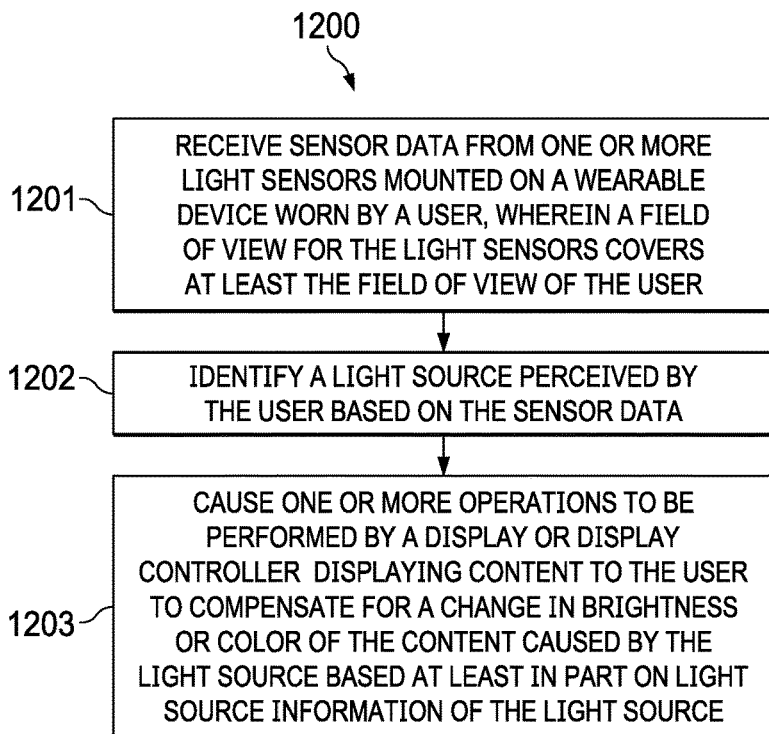 1200
1201
RECEIVE SENSOR DATA FROM ONE OR MORE
LIGHT SENSORS MOUNTED ON A WEARABLE
DEVICE WORN BY A USER, WHEREIN A FIELD
OF VIEW FOR THE LIGHT SENSORS COVERS
AT LEAST THE FIELD OF VIEW OF THE USER
1202
IDENTIFY A LIGHT SOURCE PERCEIVED BY
THE USER BASED ON THE SENSOR DATA
1203
CAUSE ONE OR MORE OPERATIONS TO BE
PERFORMED BY A DISPLAY OR DISPLAY
CONTROLLER DISPLAYING CONTENT TO THE USER
TO COMPENSATE FOR A CHANGE IN BRIGHTNESS
OR COLOR OF THE CONTENT CAUSED BY THE
LIGHT SOURCE BASED AT LEAST IN PART ON LIGHT
SOURCE INFORMATION OF THE LIGHT SOURCE